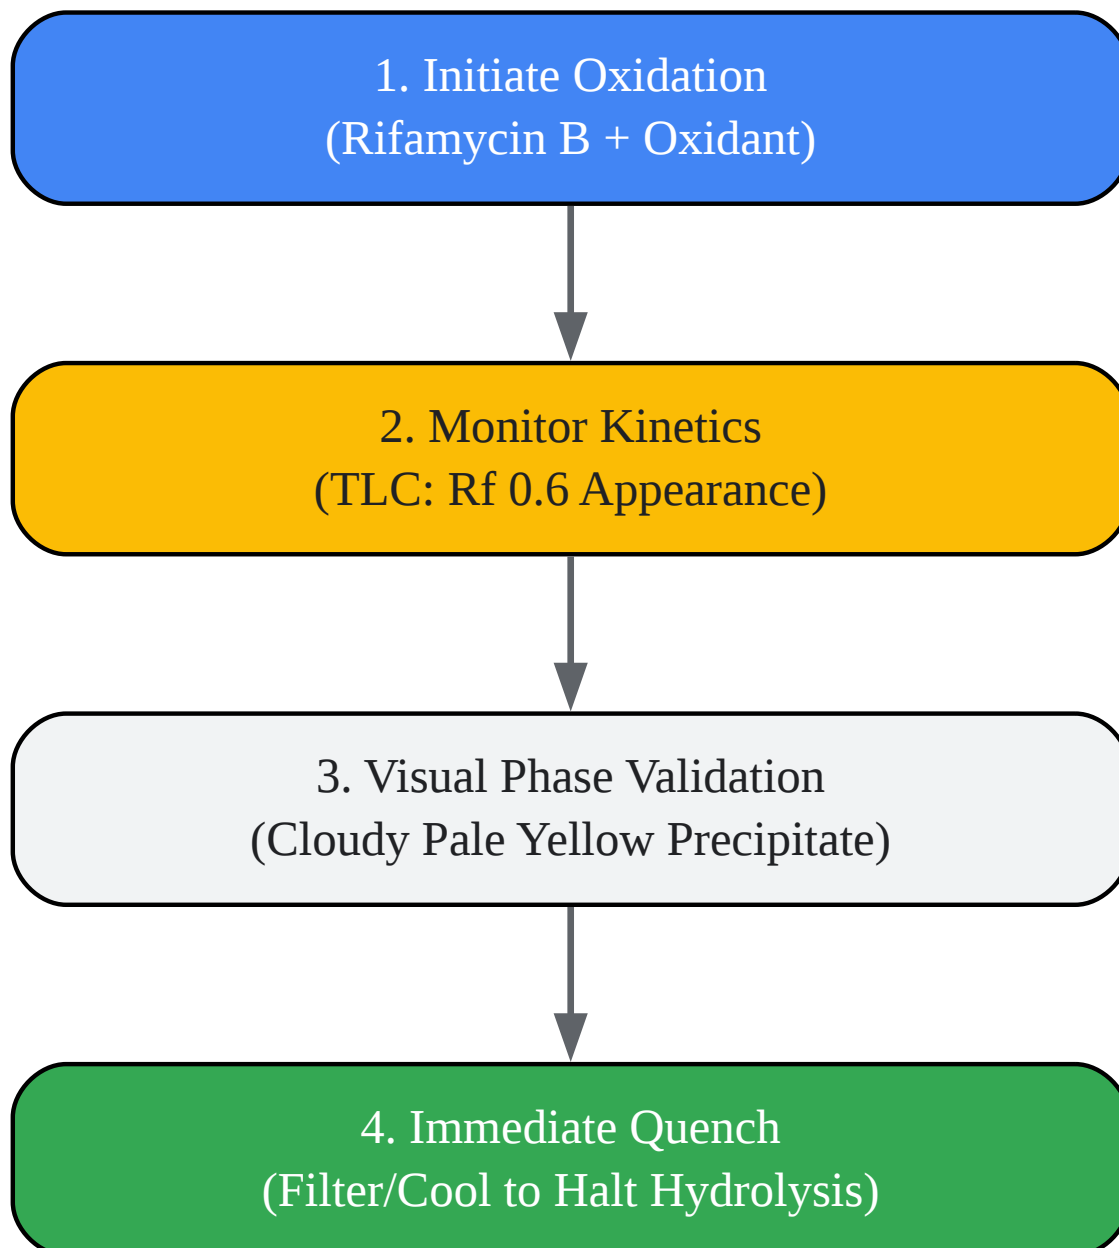 1. Initiate Oxidation
(Rifamycin B + Oxidant)
2. Monitor Kinetics
(TLC: Rf 0.6 Appearance)
3. Visual Phase Validation
(Cloudy Pale Yellow Precipitate)
4. Immediate Quench
(Filter/Cool to Halt Hydrolysis)